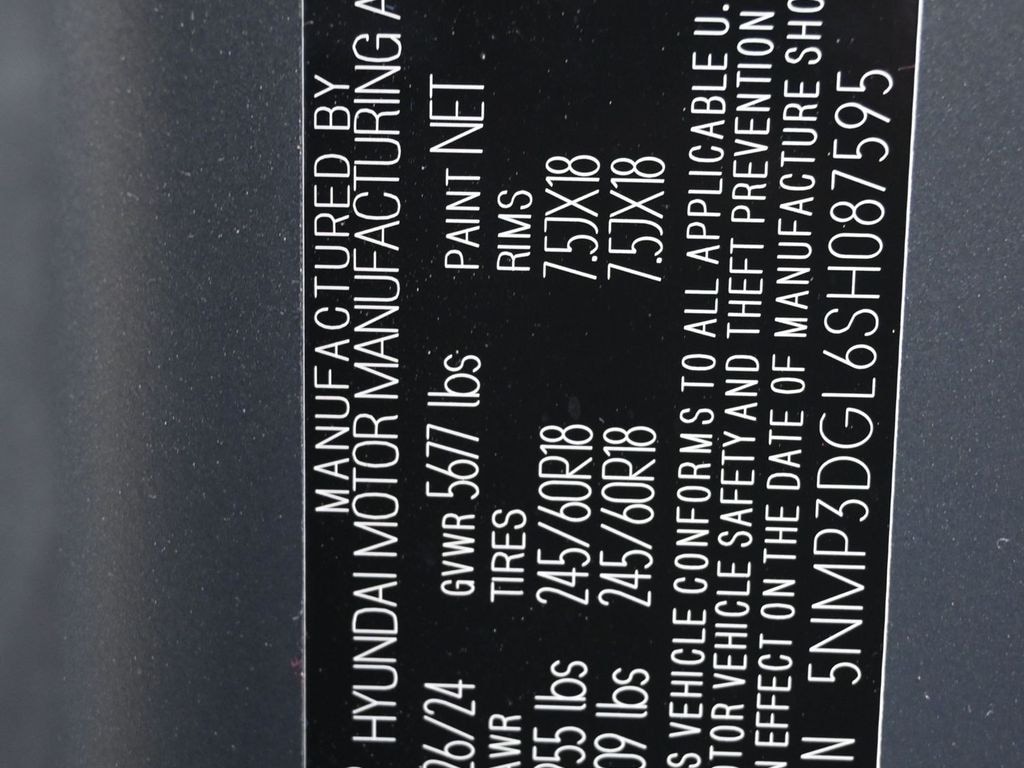 MANUFACTURED BY
HYUNDAI MOTOR MANUFACTURING A
26/24 GVWR 5677 lbs PAINT NET
AWR TIRES RIMS
955 lbs 245/60R18 7.5JX18
09 lbs 245/60R18 7.5JX18
S VEHICLE CONFORMS TO ALL APPLICABLE U.
OTOR VEHICLE SAFETY AND THEFT PREVENTION
N EFFECT ON THE DATE OF MANUFACTURE SHO
N 5NMP3DGL6SH087595